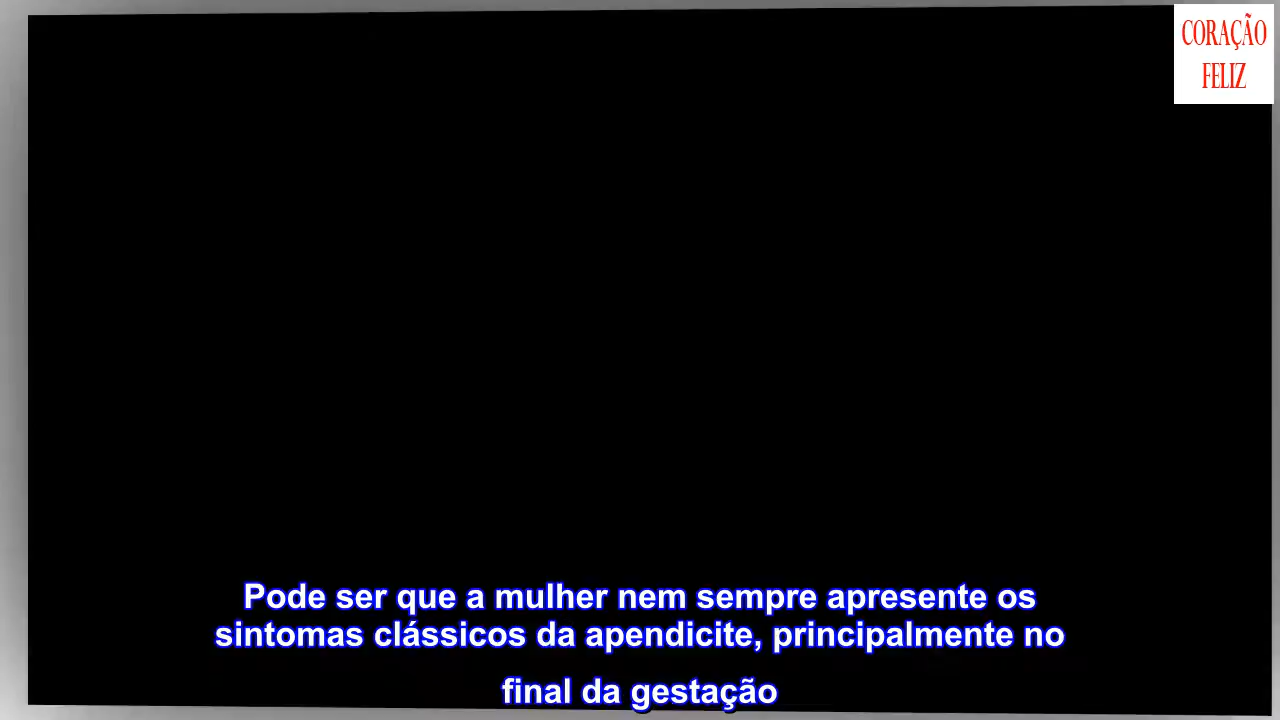 CORAÇÃO
FELIZ
Pode ser que a mulher nem sempre apresente os
sintomas clássicos da apendicite, principalmente no
final da gestação